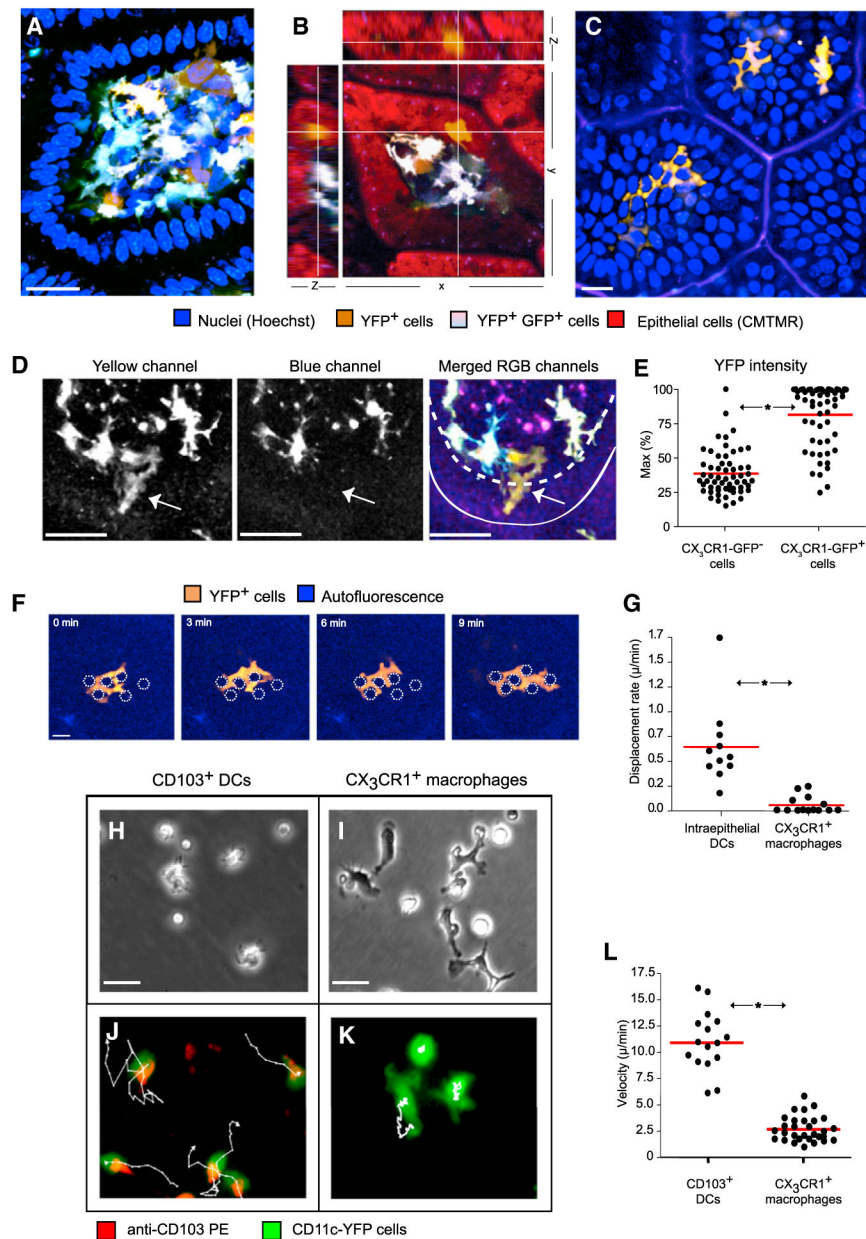 A
B
C
Z
y
Z
x
Nuclei (Hoechst) YFP+ cells YFP+ GFP+ cells Epithelial cells (CMTMR)
D
Yellow channel Blue channel Merged RGB channels
E
YFP intensity
Max (%)
100
75
50
25
0
*
CX3CR1-GFP- cells
CX3CR1-GFP+ cells
F
YFP+ cells Autofluorescence
0 min 3 min 6 min 9 min
G
Displacement rate (µ/min)
1.7
1.5
1.2
1.0
0.7
0.5
0.2
0.0
*
Intraepithelial DCs
CX3CR1+ macrophages
CD103+ DCs CX3CR1+ macrophages
H
I
J
K
anti-CD103 PE CD11c-YFP cells
L
Velocity (µ/min)
17.5
15.0
12.5
10.0
7.5
5.0
2.5
0
*
CD103+ DCs
CX3CR1+ macrophages